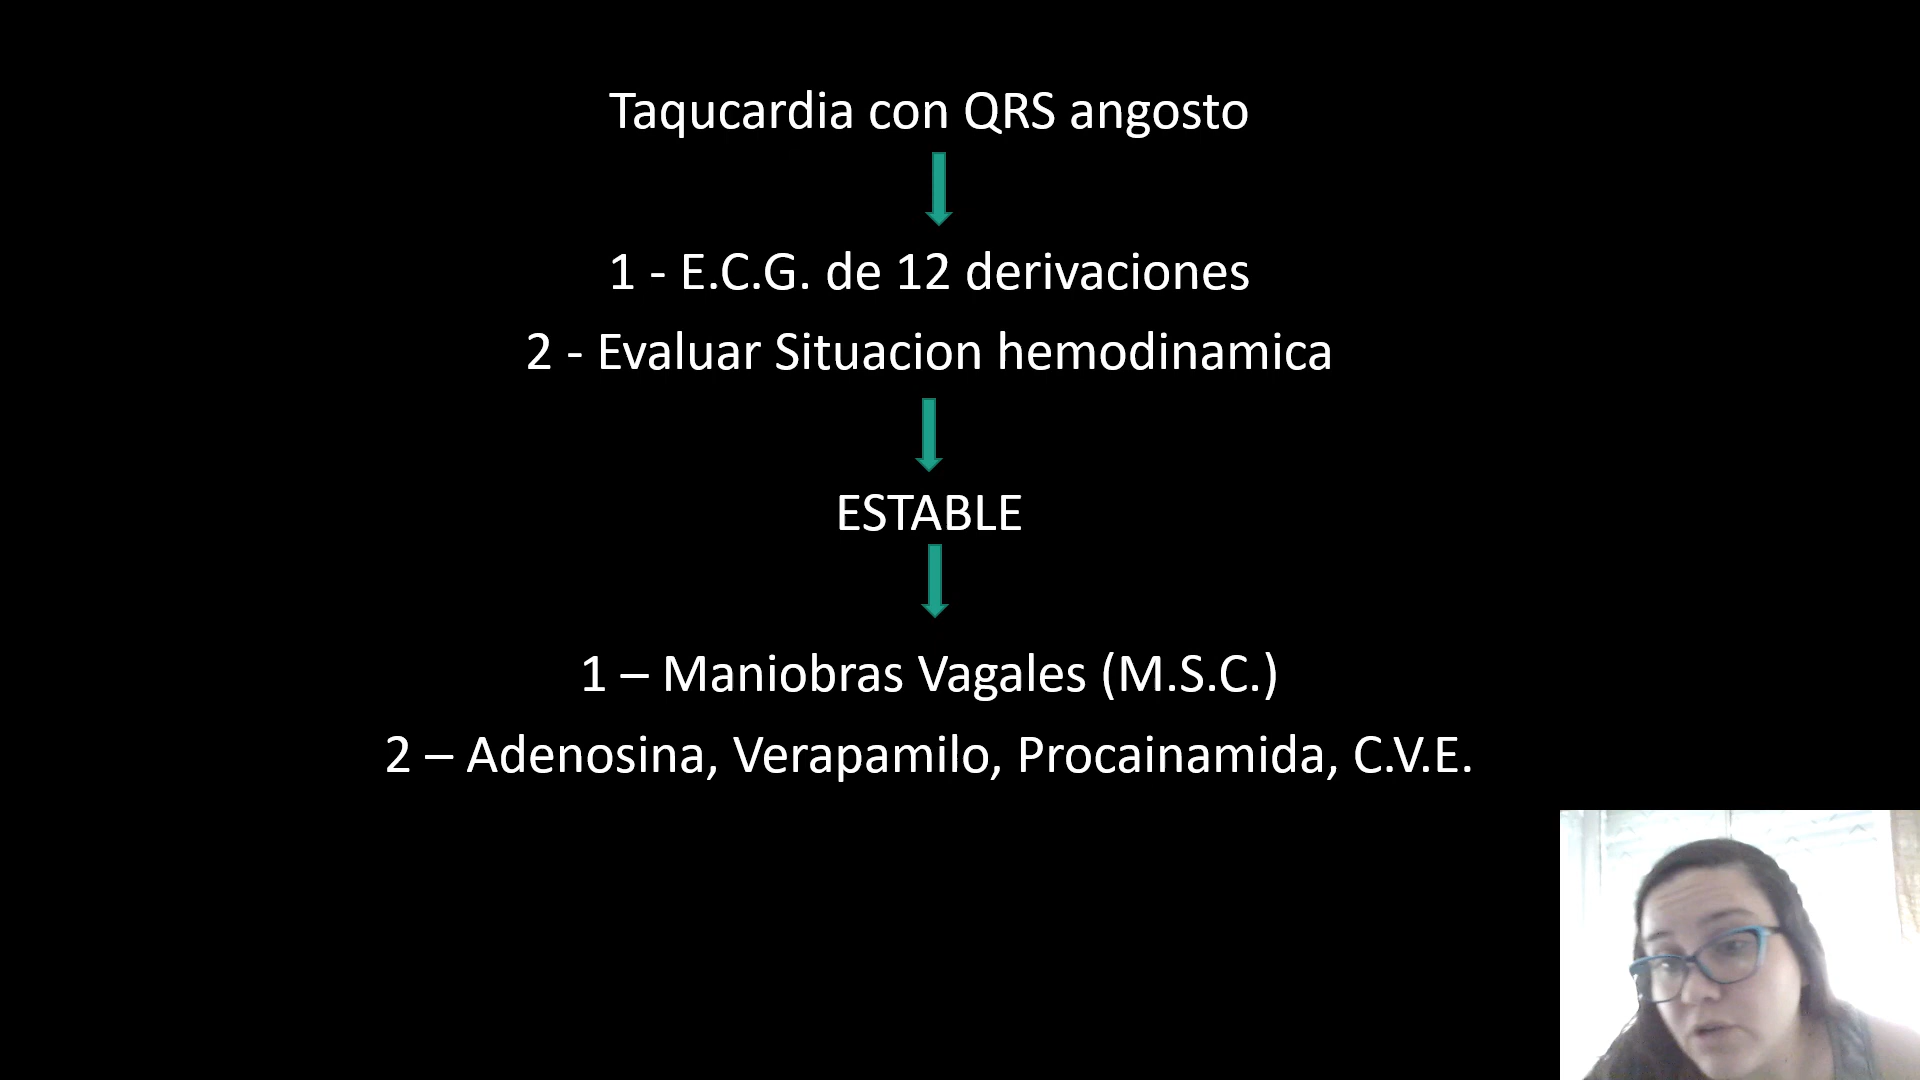 Taqucardia con QRS angosto
1 - E.C.G. de 12 derivaciones
2 - Evaluar Situacion hemodinamica
ESTABLE
1 – Maniobras Vagales (M.S.C.)
2 – Adenosina, Verapamilo, Procainamida, C.V.E.